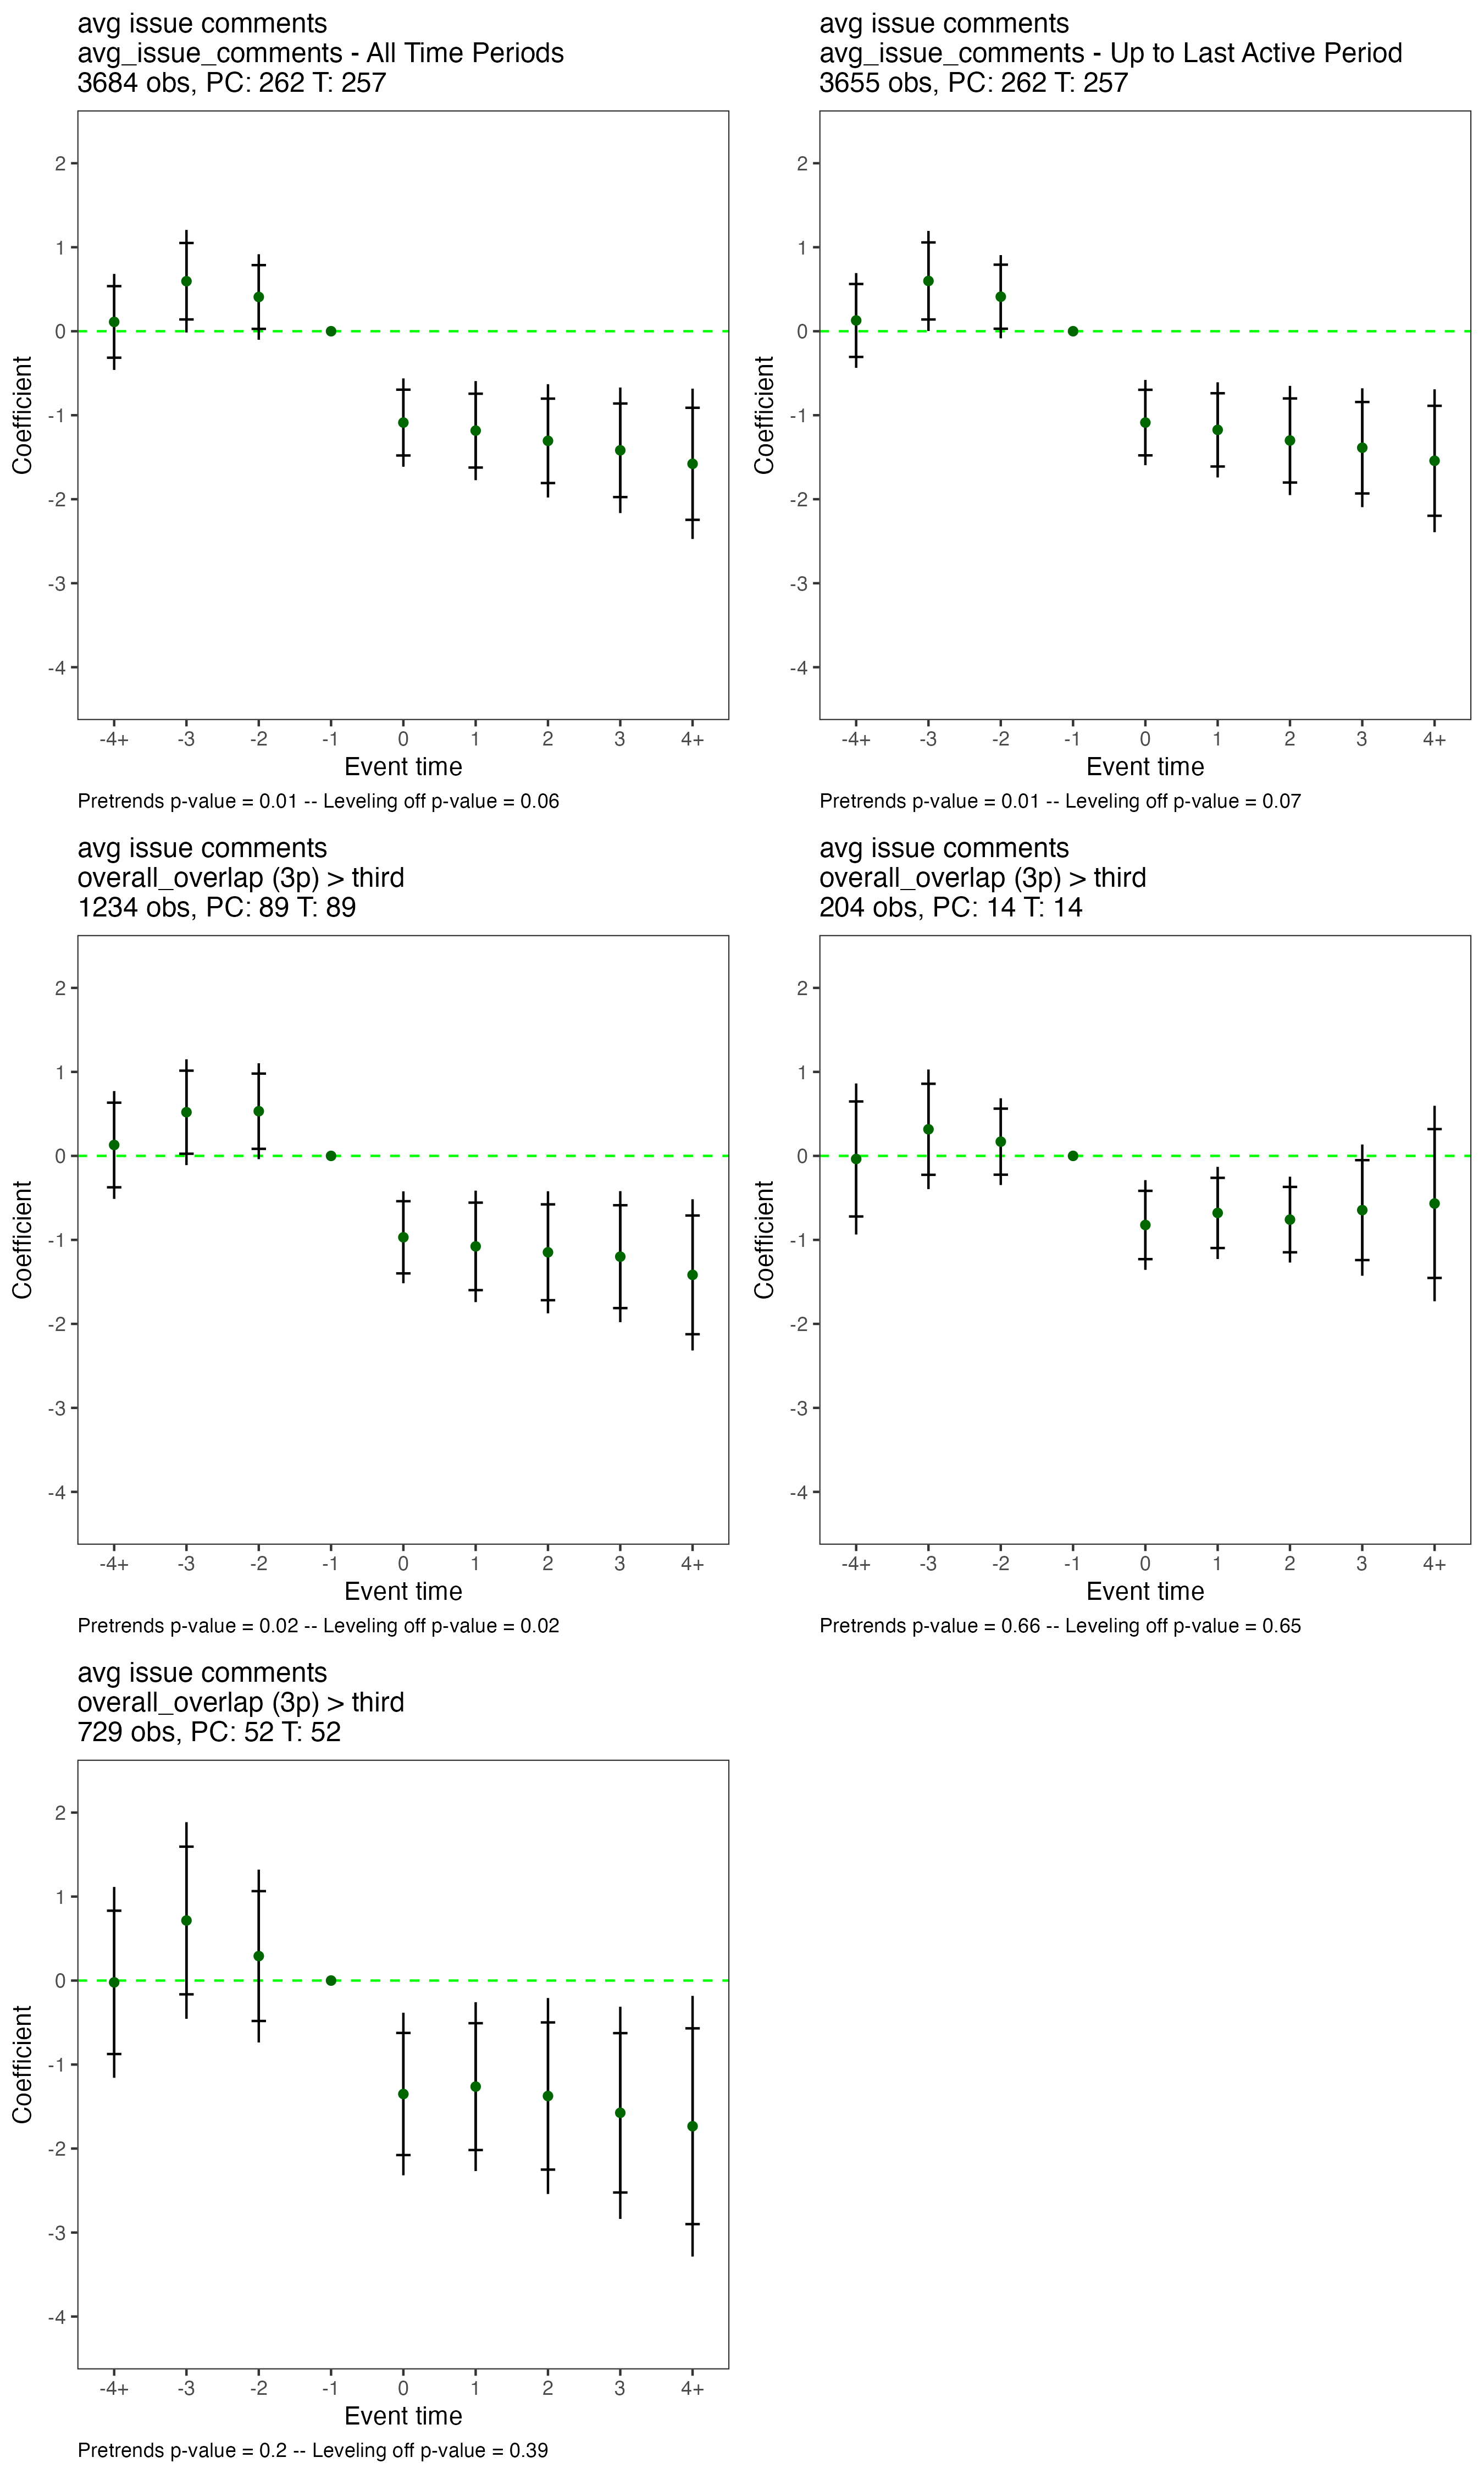 avg issue comments
avg_issue_comments - All Time Periods
3684 obs, PC: 262 T: 257
2
1
0
-1
-2
-3
-4
Coefficient
-4+ -3 -2 -1 0 1 2 3 4+
Event time
Pretrends p-value = 0.01 -- Leveling off p-value = 0.06
avg issue comments
avg_issue_comments - Up to Last Active Period
3655 obs, PC: 262 T: 257
2
1
0
-1
-2
-3
-4
Coefficient
-4+ -3 -2 -1 0 1 2 3 4+
Event time
Pretrends p-value = 0.01 -- Leveling off p-value = 0.07
avg issue comments
overall_overlap (3p) > third
1234 obs, PC: 89 T: 89
2
1
0
-1
-2
-3
-4
Coefficient
-4+ -3 -2 -1 0 1 2 3 4+
Event time
Pretrends p-value = 0.02 -- Leveling off p-value = 0.02
avg issue comments
overall_overlap (3p) > third
204 obs, PC: 14 T: 14
2
1
0
-1
-2
-3
-4
Coefficient
-4+ -3 -2 -1 0 1 2 3 4+
Event time
Pretrends p-value = 0.66 -- Leveling off p-value = 0.65
avg issue comments
overall_overlap (3p) > third
729 obs, PC: 52 T: 52
2
1
0
-1
-2
-3
-4
Coefficient
-4+ -3 -2 -1 0 1 2 3 4+
Event time
Pretrends p-value = 0.2 -- Leveling off p-value = 0.39